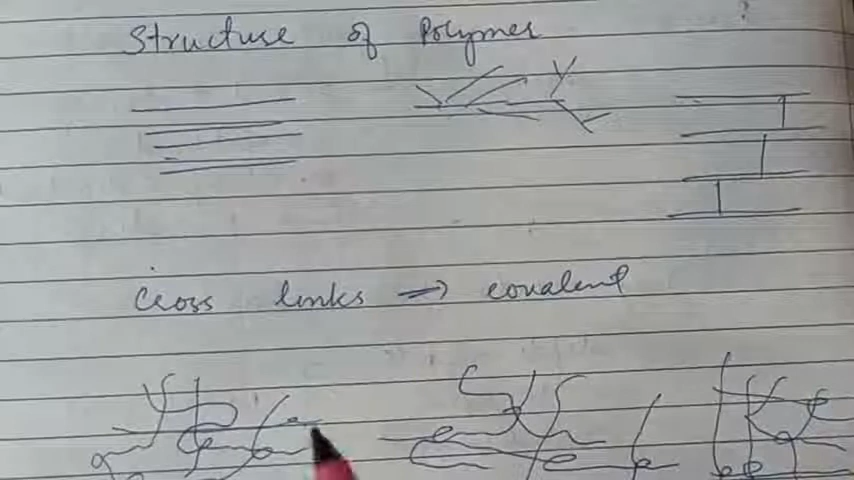 Structure of Polymer
Cross links → covalent